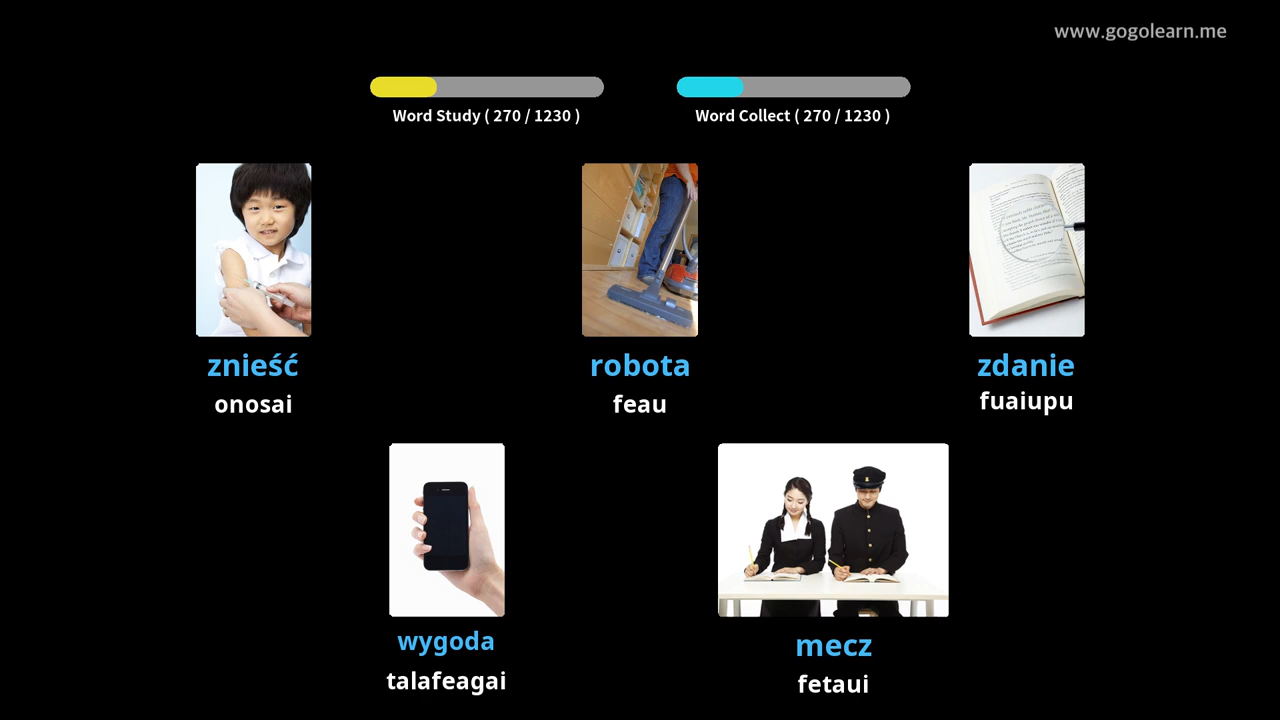 www.gogolearn.me
Word Study ( 270 / 1230 )
Word Collect ( 270 / 1230 )
znieść
onosai
robota
feau
zdanie
fuaiupu
wygoda
talafeagai
mecz
fetaui